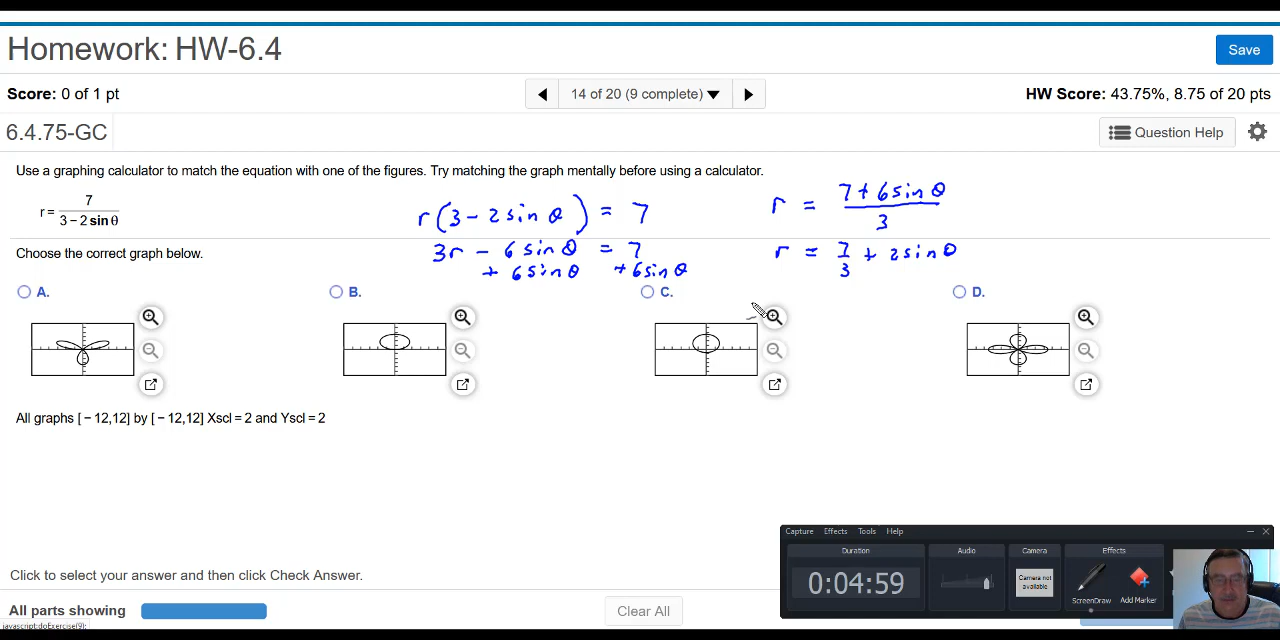 Homework: HW-6.4
Save
Score: 0 of 1 pt
14 of 20 (9 complete)
HW Score: 43.75%, 8.75 of 20 pts
6.4.75-GC
Question Help
Use a graphing calculator to match the equation with one of the figures. Try matching the graph mentally before using a calculator.
r = 7 / (3 − 2 sin θ)
r(3 − 2 sin θ) = 7
3r − 6 sin θ = 7
+ 6 sin θ + 6 sin θ
r = (7 + 6 sin θ) / 3
r = 7/3 + 2 sin θ
Choose the correct graph below.
A.
B.
C.
D.
All graphs [ − 12,12] by [ − 12,12] Xscl = 2 and Yscl = 2
Click to select your answer and then click Check Answer.
All parts showing
Clear All
javascript:doExercise(9);
Capture Effects Tools Help
Duration
0:04:59
Audio
Camera
Camera not available
Effects
ScreenDraw
Add Marker